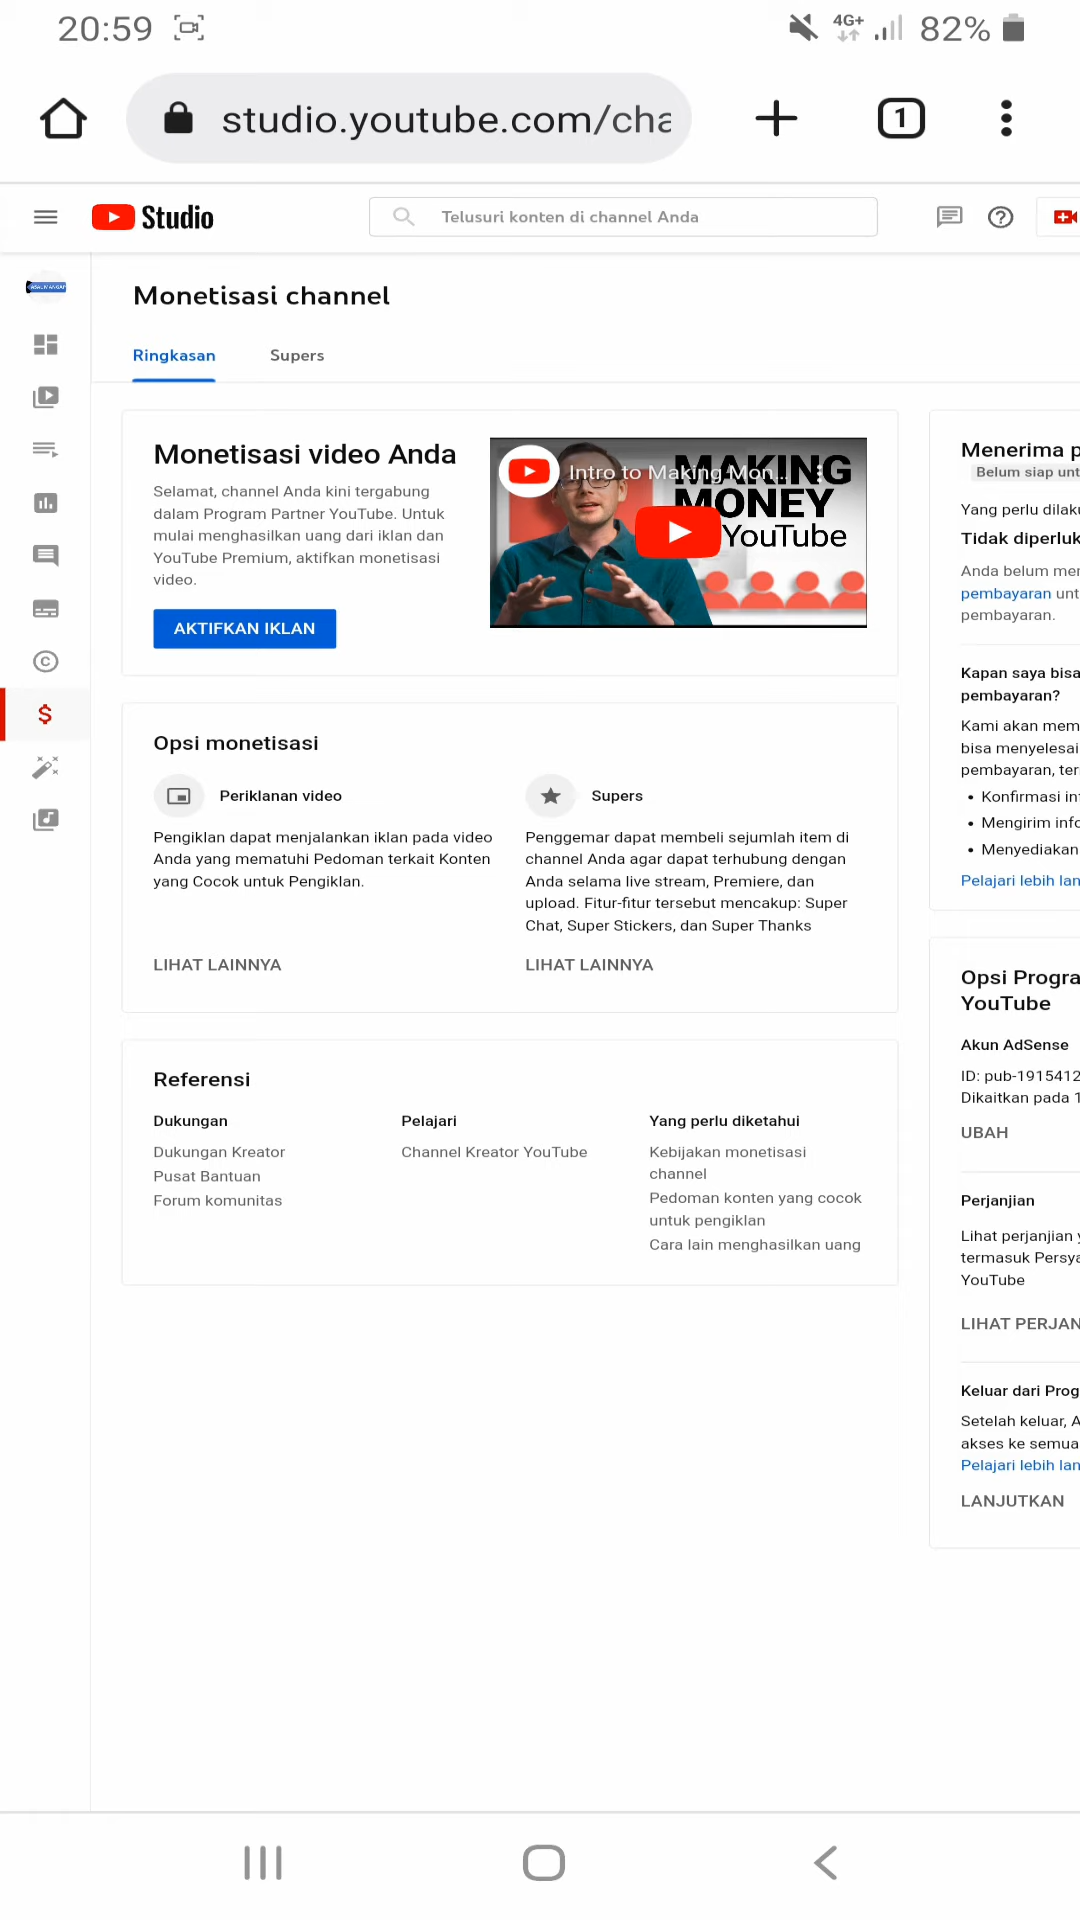 20:59
4G+
82%
studio.youtube.com/cha
1
Studio
Telusuri konten di channel Anda
Monetisasi channel
Ringkasan
Supers
Monetisasi video Anda
Selamat, channel Anda kini tergabung
dalam Program Partner YouTube. Untuk
mulai menghasilkan uang dari iklan dan
YouTube Premium, aktifkan monetisasi
video.
AKTIFKAN IKLAN
Intro to Making Mon...
MAKING
MONEY
YouTube
Opsi monetisasi
Periklanan video
Pengiklan dapat menjalankan iklan pada video
Anda yang mematuhi Pedoman terkait Konten
yang Cocok untuk Pengiklan.
LIHAT LAINNYA
Supers
Penggemar dapat membeli sejumlah item di
channel Anda agar dapat terhubung dengan
Anda selama live stream, Premiere, dan
upload. Fitur-fitur tersebut mencakup: Super
Chat, Super Stickers, dan Super Thanks
LIHAT LAINNYA
Referensi
Dukungan
Dukungan Kreator
Pusat Bantuan
Forum komunitas
Pelajari
Channel Kreator YouTube
Yang perlu diketahui
Kebijakan monetisasi
channel
Pedoman konten yang cocok
untuk pengiklan
Cara lain menghasilkan uang
Menerima p
Belum siap unt
Yang perlu dilaku
Tidak diperluk
Anda belum mer
pembayaran unt
pembayaran.
Kapan saya bisa
pembayaran?
Kami akan mem
bisa menyelesai
pembayaran, ter
• Konfirmasi inf
• Mengirim info
• Menyediakan
Pelajari lebih lan
Opsi Progra
YouTube
Akun AdSense
ID: pub-1915412
Dikaitkan pada 1
UBAH
Perjanjian
Lihat perjanjian y
termasuk Persya
YouTube
LIHAT PERJAN
Keluar dari Prog
Setelah keluar, A
akses ke semua
Pelajari lebih lan
LANJUTKAN